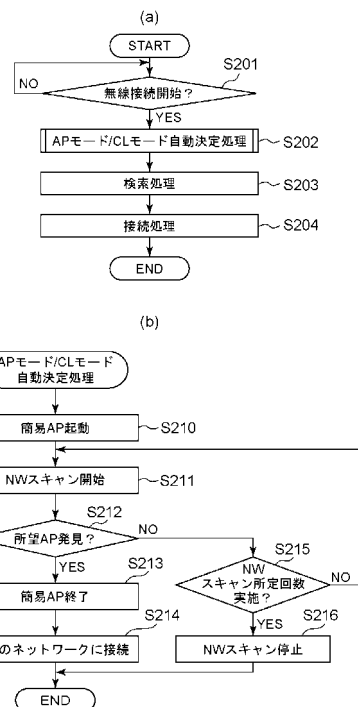 (a)
START
S201
NO
無線接続開始？
YES
APモード/CLモード自動決定処理
S202
検索処理
S203
接続処理
S204
END
(b)
APモード/CLモード
自動決定処理
簡易AP起動
S210
NWスキャン開始
S211
S212
所望AP発見？
NO
YES
S213
簡易AP終了
S214
のネットワークに接続
S215
NW
スキャン所定回数
実施？
NO
YES
S216
NWスキャン停止
END